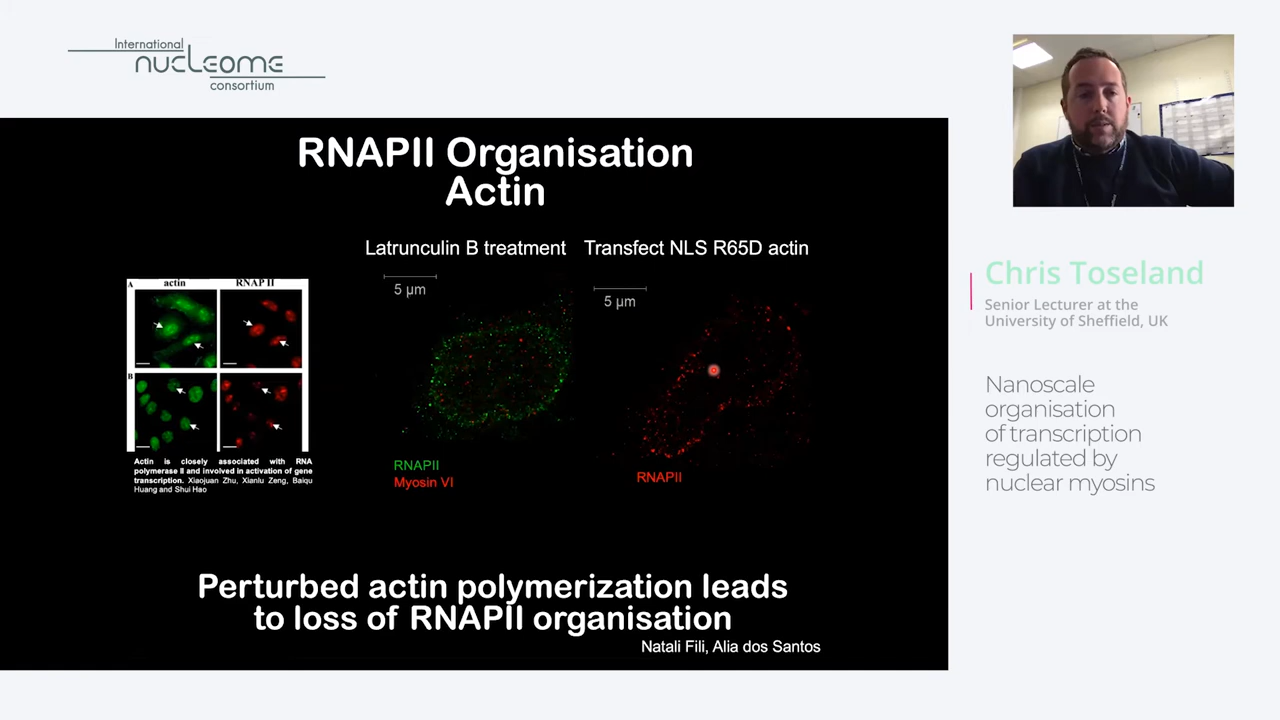 International
nucleome
consortium
RNAPII Organisation
Actin
Latrunculin B treatment
Transfect NLS R65D actin
5 μm
5 μm
A
actin
RNAP II
B
Actin is closely associated with RNA
polymerase II and involved in activation of gene
transcription. Xiaojuan Zhu, Xianlu Zeng, Baiqu
Huang and Shui Hao
RNAPII
Myosin VI
RNAPII
Perturbed actin polymerization leads
to loss of RNAPII organisation
Natali Fili, Alia dos Santos
Chris Toseland
Senior Lecturer at the
University of Sheffield, UK
Nanoscale
organisation
of transcription
regulated by
nuclear myosins